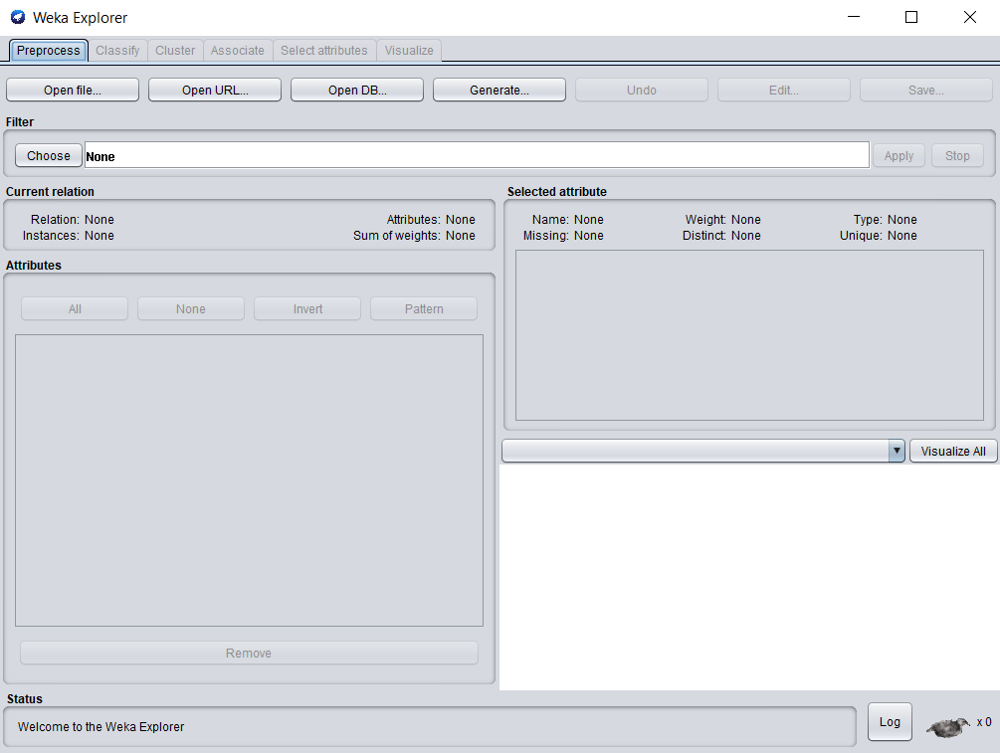 Weka Explorer
Preprocess Classify Cluster Associate Select attributes Visualize
Open file... Open URL... Open DB... Generate... Undo Edit... Save...
Filter
Choose None Apply Stop
Current relation
Relation: None Attributes: None
Instances: None Sum of weights: None
Selected attribute
Name: None Weight: None Type: None
Missing: None Distinct: None Unique: None
Attributes
All None Invert Pattern
Remove
Visualize All
Status
Welcome to the Weka Explorer
Log x 0